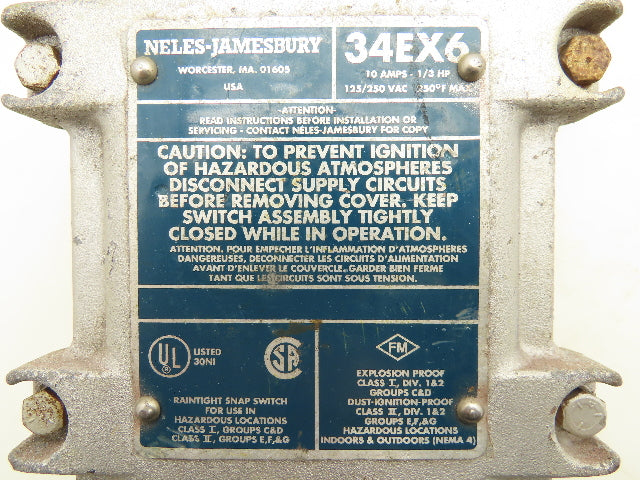 NELES-JAMESBURY
WORCESTER, MA. 01605
USA
34EX6
10 AMPS - 1/3 HP
125/250 VAC 250°F MAX
-ATTENTION-
READ INSTRUCTIONS BEFORE INSTALLATION OR
SERVICING - CONTACT NELES-JAMESBURY FOR COPY
CAUTION: TO PREVENT IGNITION
OF HAZARDOUS ATMOSPHERES
DISCONNECT SUPPLY CIRCUITS
BEFORE REMOVING COVER. KEEP
SWITCH ASSEMBLY TIGHTLY
CLOSED WHILE IN OPERATION.
ATTENTION. POUR EMPECHER L'INFLAMMATION D'ATMOSPHERES
DANGEREUSES, DECONNECTER LES CIRCUITS D'ALIMENTATION
AVANT D'ENLEVER LE COUVERCLE. GARDER BIEN FERME
TANT QUE LES CIRCUITS SONT SOUS TENSION.
UL LISTED
30NI
SA
RAINTIGHT SNAP SWITCH
FOR USE IN
HAZARDOUS LOCATIONS
CLASS I, GROUPS C&D
CLASS II, GROUPS E,F,&G
FM
EXPLOSION PROOF
CLASS I, DIV. 1&2
GROUPS C&D
DUST-IGNITION-PROOF
CLASS II, DIV. 1&2
GROUPS E,F,&G
HAZARDOUS LOCATIONS
INDOORS & OUTDOORS (NEMA 4)